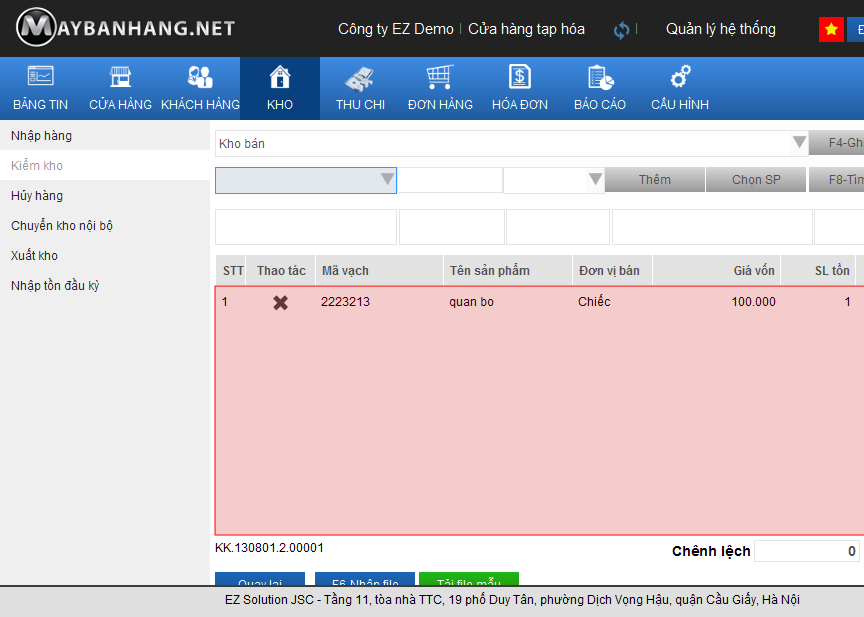 MAYBANHANG.NET
Công ty EZ Demo | Cửa hàng tạp hóa | Quản lý hệ thống
BẢNG TIN CỬA HÀNG KHÁCH HÀNG KHO THU CHI ĐƠN HÀNG HÓA ĐƠN BÁO CÁO CẤU HÌNH
Nhập hàng
Kiểm kho
Hủy hàng
Chuyển kho nội bộ
Xuất kho
Nhập tồn đầu kỳ
Kho bán F4-Gh
Thêm Chọn SP F8-Tìm
STT Thao tác Mã vạch Tên sản phẩm Đơn vị bán Giá vốn SL tồn
1 2223213 quan bo Chiếc 100.000 1
KK.130801.2.00001
Chênh lệch 0
Quay lại F6-Nhập file Tải file mẫu
EZ Solution JSC - Tầng 11, tòa nhà TTC, 19 phố Duy Tân, phường Dịch Vọng Hậu, quận Cầu Giấy, Hà Nội